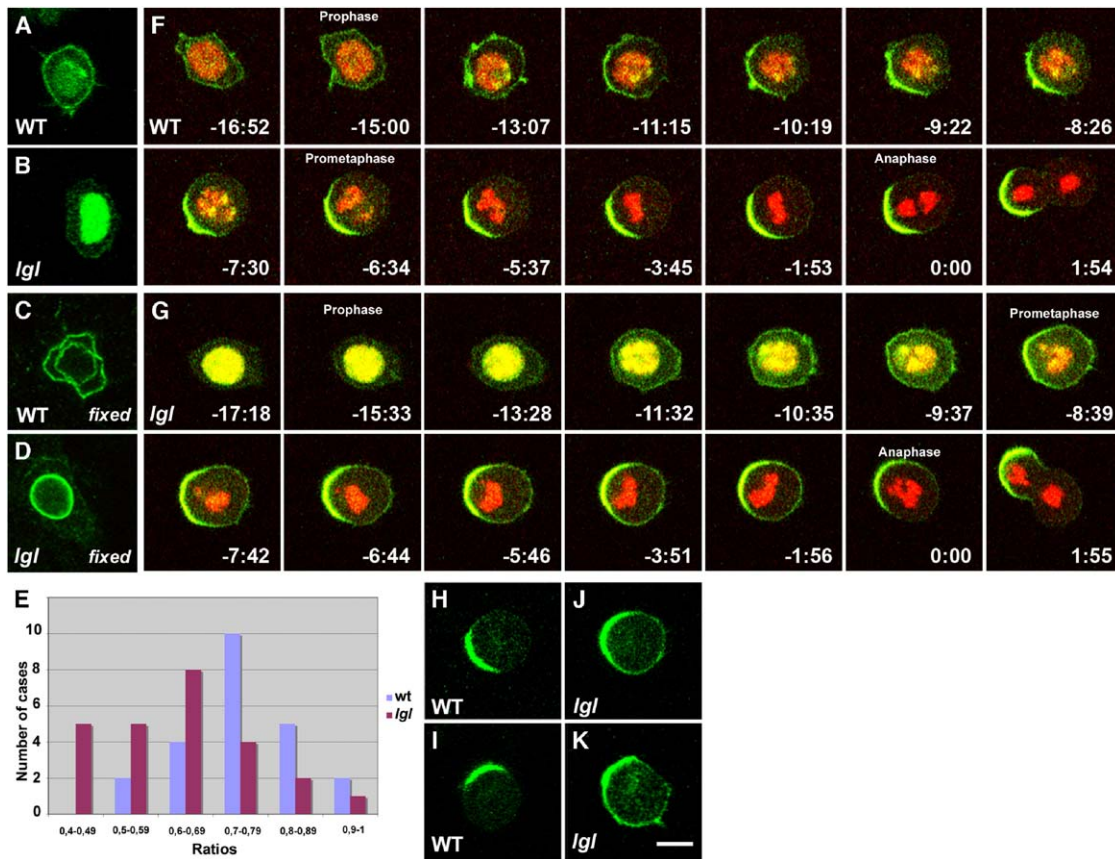 A
WT
F
Prophase
WT
-16:52
-15:00
-13:07
-11:15
-10:19
-9:22
-8:26
B
lgl
Prometaphase
Anaphase
-7:30
-6:34
-5:37
-3:45
-1:53
0:00
1:54
C
WT fixed
G
Prophase
Prometaphase
lgl
-17:18
-15:33
-13:28
-11:32
-10:35
-9:37
-8:39
D
lgl fixed
Anaphase
-7:42
-6:44
-5:46
-3:51
-1:56
0:00
1:55
E
Number of cases
10
8
6
4
2
0
0,4-0,49
0,5-0,59
0,6-0,69
0,7-0,79
0,8-0,89
0,9-1
Ratios
wt
lgl
H
WT
J
lgl
I
WT
K
lgl